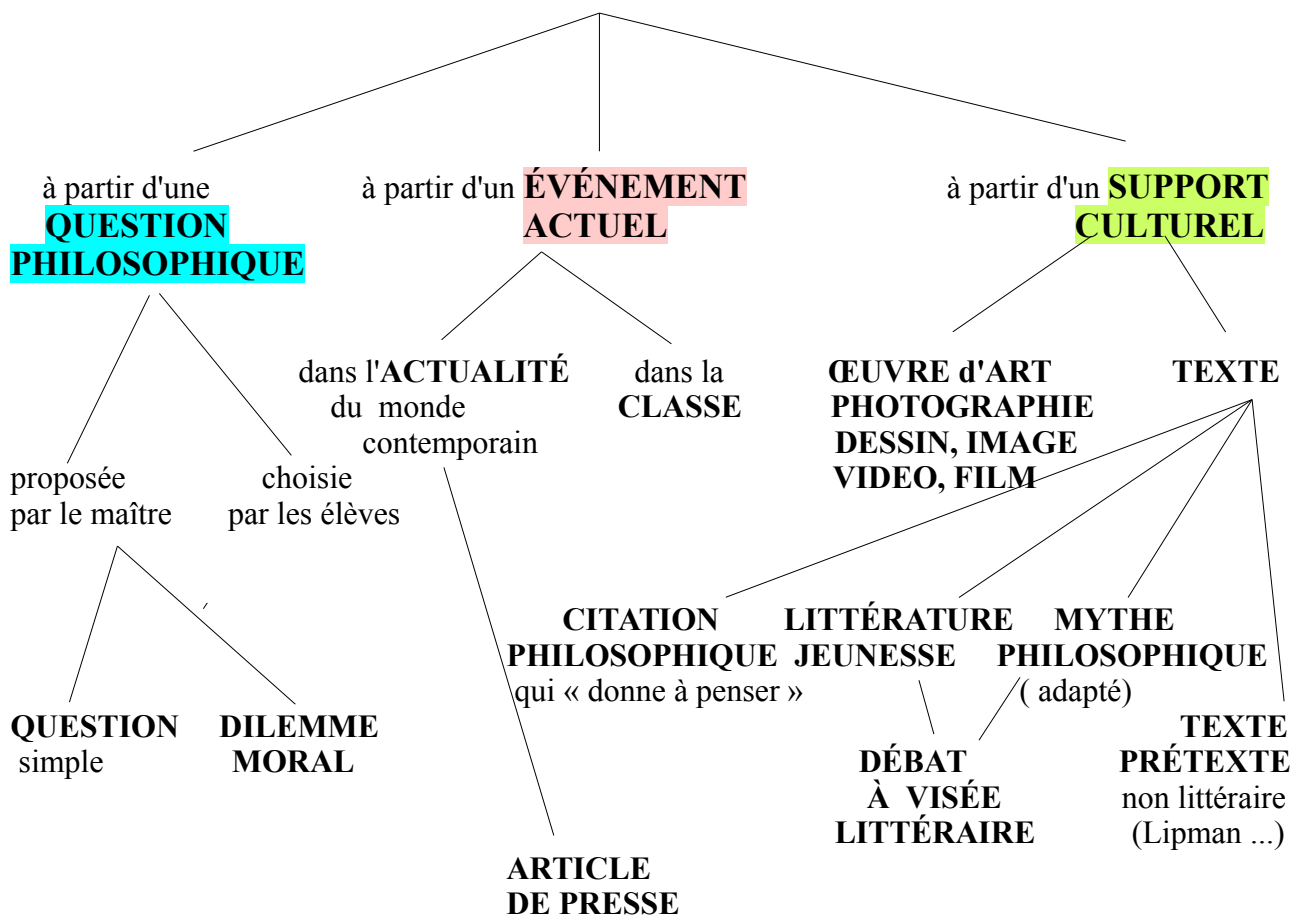 à partir d'une
QUESTION
PHILOSOPHIQUE
à partir d'un ÉVÉNEMENT
ACTUEL
à partir d'un SUPPORT
CULTUREL
dans l'ACTUALITÉ
du monde
contemporain
dans la
CLASSE
ŒUVRE d'ART
PHOTOGRAPHIE
DESSIN, IMAGE
VIDEO, FILM
TEXTE
proposée
par le maître
choisie
par les élèves
CITATION
PHILOSOPHIQUE
qui « donne à penser »
LITTÉRATURE
JEUNESSE
MYTHE
PHILOSOPHIQUE
( adapté)
QUESTION
simple
DILEMME
MORAL
DÉBAT
À VISÉE
LITTÉRAIRE
TEXTE
PRÉTEXTE
non littéraire
(Lipman ...)
ARTICLE
DE PRESSE